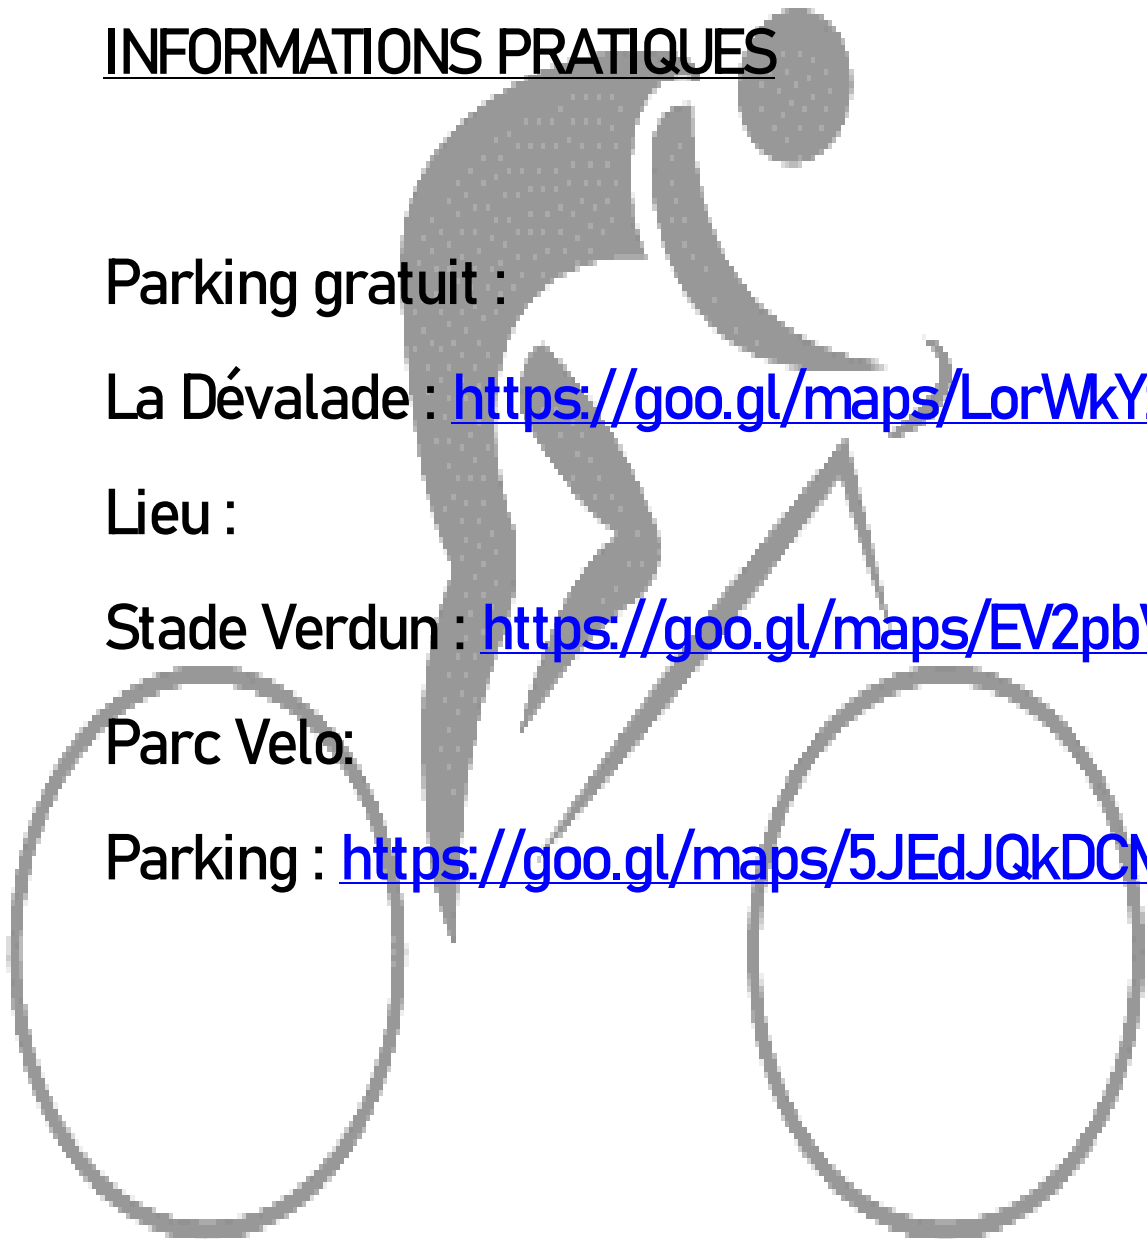 INFORMATIONS PRATIQUES
Parking gratuit :
La Dévalade : https://goo.gl/maps/LorWkY
Lieu :
Stade Verdun : https://goo.gl/maps/EV2pb
Parc Velo:
Parking : https://goo.gl/maps/5JEdJQkDC